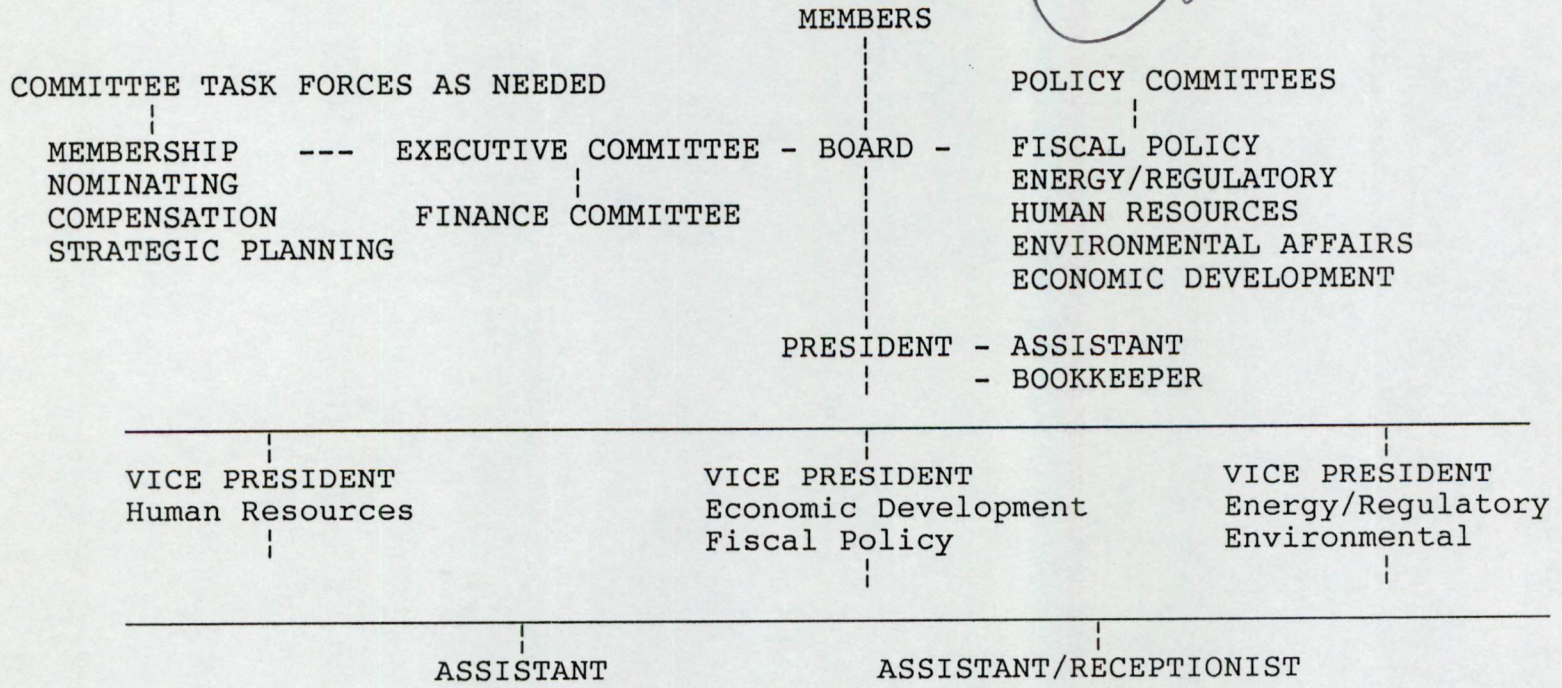 MEMBERS
COMMITTEE TASK FORCES AS NEEDED
POLICY COMMITTEES
MEMBERSHIP --- EXECUTIVE COMMITTEE - BOARD - FISCAL POLICY
NOMINATING ENERGY/REGULATORY
COMPENSATION FINANCE COMMITTEE HUMAN RESOURCES
STRATEGIC PLANNING ENVIRONMENTAL AFFAIRS
ECONOMIC DEVELOPMENT
PRESIDENT - ASSISTANT
- BOOKKEEPER
VICE PRESIDENT VICE PRESIDENT VICE PRESIDENT
Human Resources Economic Development Energy/Regulatory
Fiscal Policy Environmental
ASSISTANT ASSISTANT/RECEPTIONIST